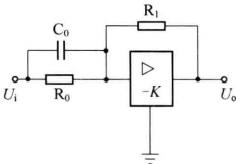 C₀
R₁
Uᵢ
R₀
▷
-K
Uₒ